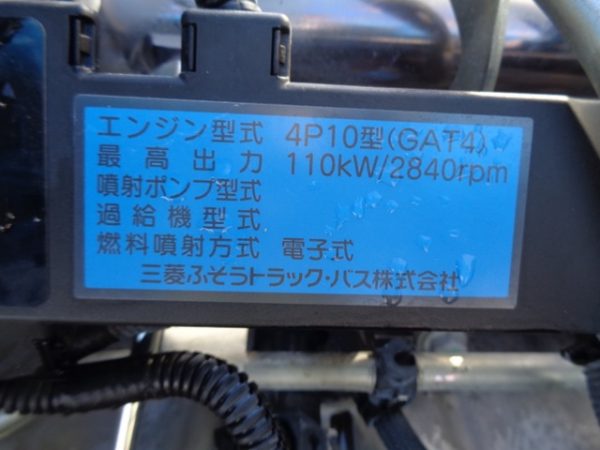 エンジン型式 4P10型(GAT4)
最高出力 110kW/2840rpm
噴射ポンプ型式
過給機型式
燃料噴射方式 電子式
三菱ふそうトラック・バス株式会社